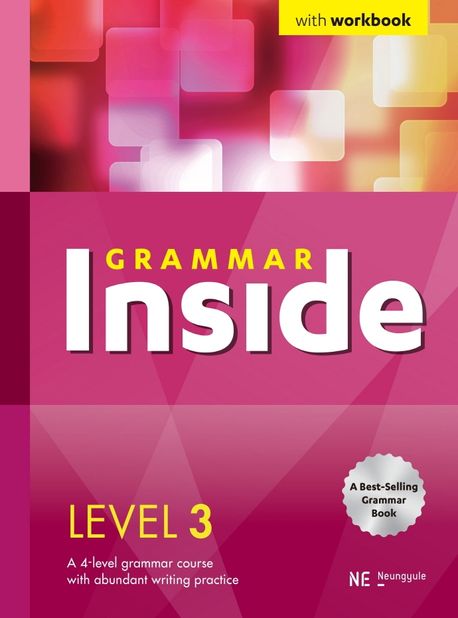 with workbook
GRAMMAR
Inside
A Best-Selling
Grammar
Book
LEVEL 3
A 4-level grammar course
with abundant writing practice
NE Neungyule